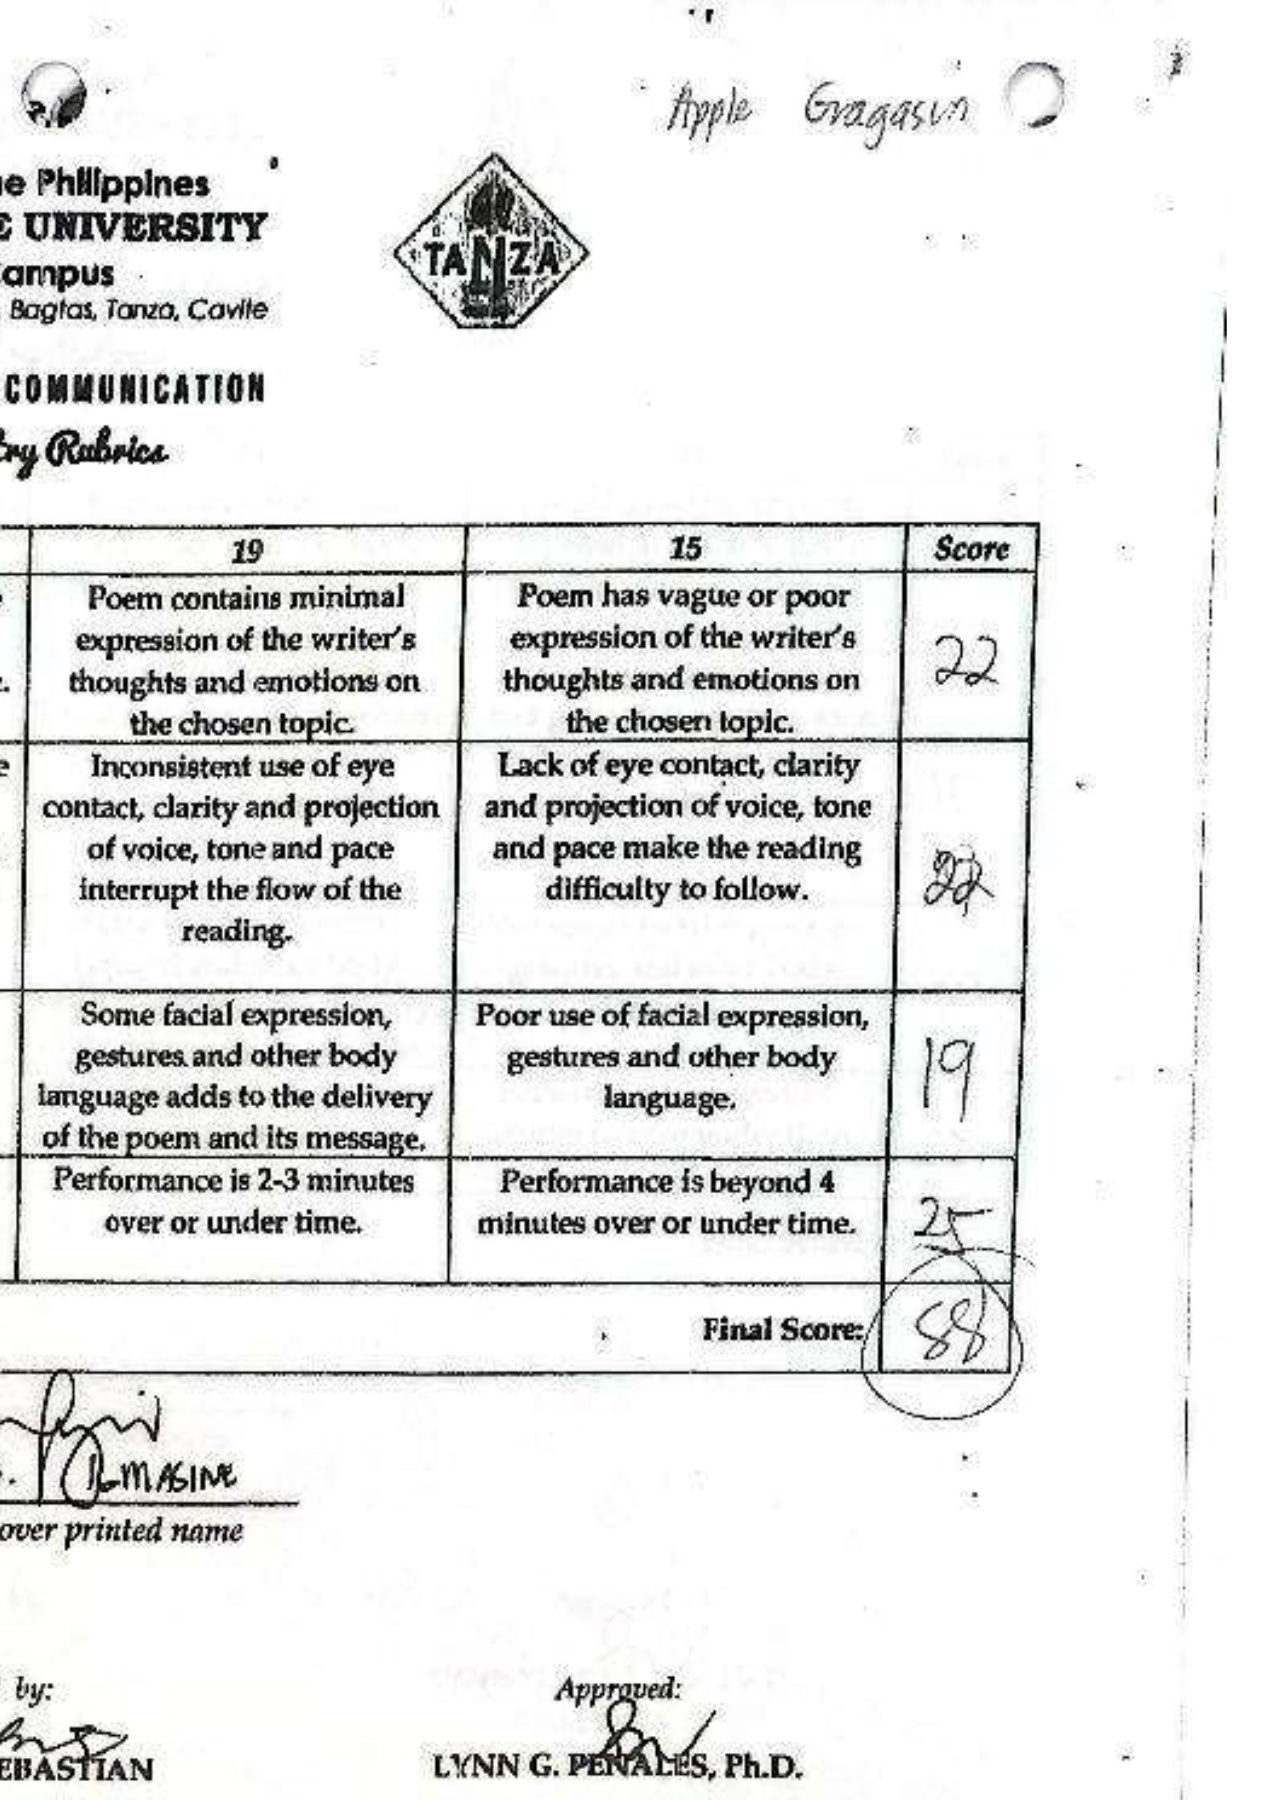 Apple Gragasin
e Philippines
E UNIVERSITY
ampus
Bagtas, Tanza, Cavite
TANZA
COMMUNICATION
try Rubrics
19 15 Score
Poem contains minimal
expression of the writer's
thoughts and emotions on
the chosen topic.
Poem has vague or poor
expression of the writer's
thoughts and emotions on
the chosen topic.
22
Inconsistent use of eye
contact, clarity and projection
of voice, tone and pace
interrupt the flow of the
reading.
Lack of eye contact, clarity
and projection of voice, tone
and pace make the reading
difficulty to follow.
22
Some facial expression,
gestures and other body
language adds to the delivery
of the poem and its message.
Poor use of facial expression,
gestures and other body
language.
19
Performance is 2-3 minutes
over or under time.
Performance is beyond 4
minutes over or under time.
25
Final Score: 88
over printed name
by: Approved:
EBASTIAN LYNN G. PENALES, Ph.D.